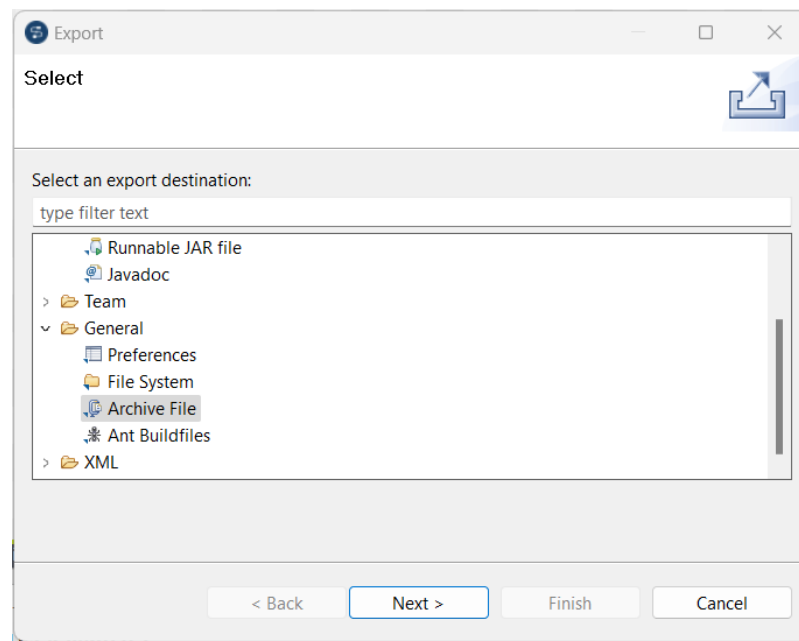 Export
Select
Select an export destination:
type filter text
Runnable JAR file
Javadoc
Team
General
Preferences
File System
Archive File
Ant Buildfiles
XML
< Back Next > Finish Cancel